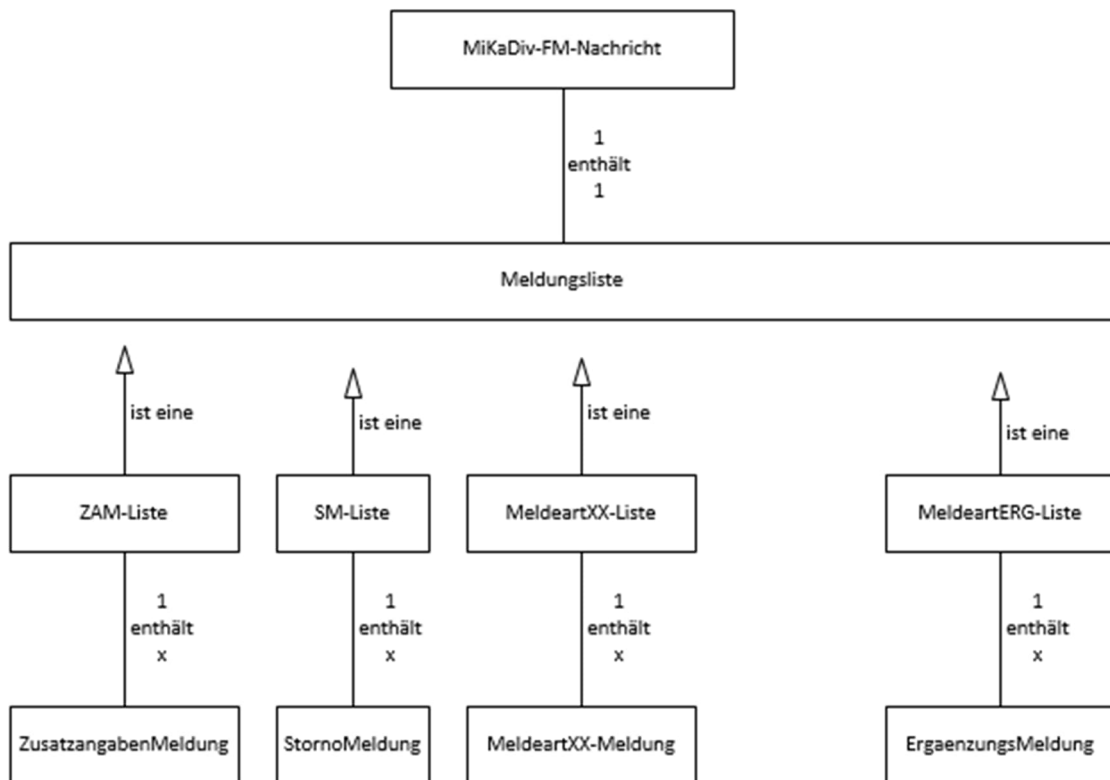 MiKaDiv-FM-Nachricht
1
enthält
1
Meldungsliste
ist eine
ist eine
ist eine
ist eine
ZAM-Liste
SM-Liste
MeldeartXX-Liste
MeldeartERG-Liste
1
enthält
x
1
enthält
x
1
enthält
x
1
enthält
x
ZusatzangabenMeldung
StornoMeldung
MeldeartXX-Meldung
ErgaenzungsMeldung